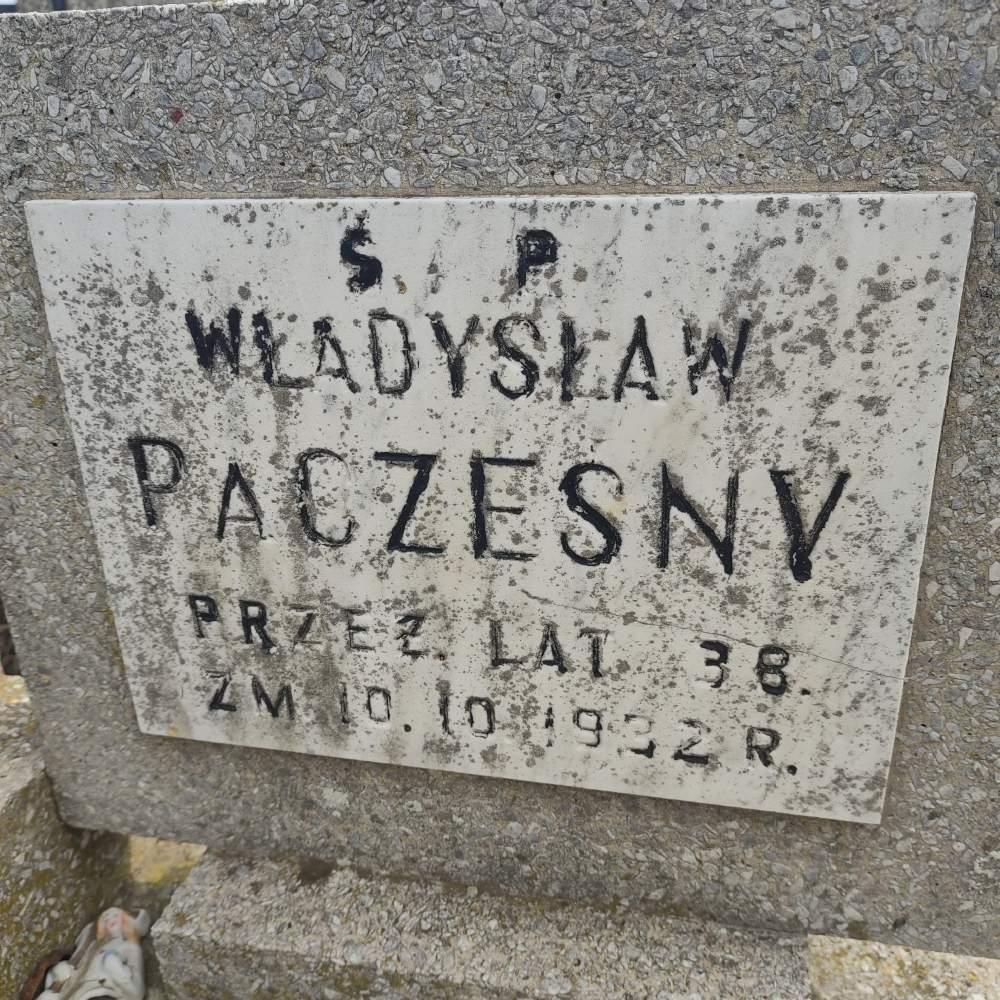 Ś P
WŁADYSŁAW
PACZESNY
PRZEŻ. LAT 38.
ZM 10.10 1932 R.